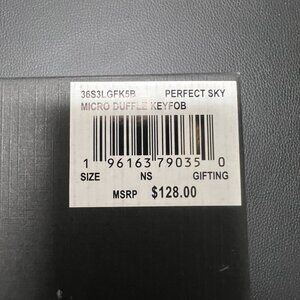 36S3LGFK5B PERFECT SKY
MICRO DUFFLE KEYFOB
1 96163 79035 0
SIZE NS GIFTING
MSRP $128.00